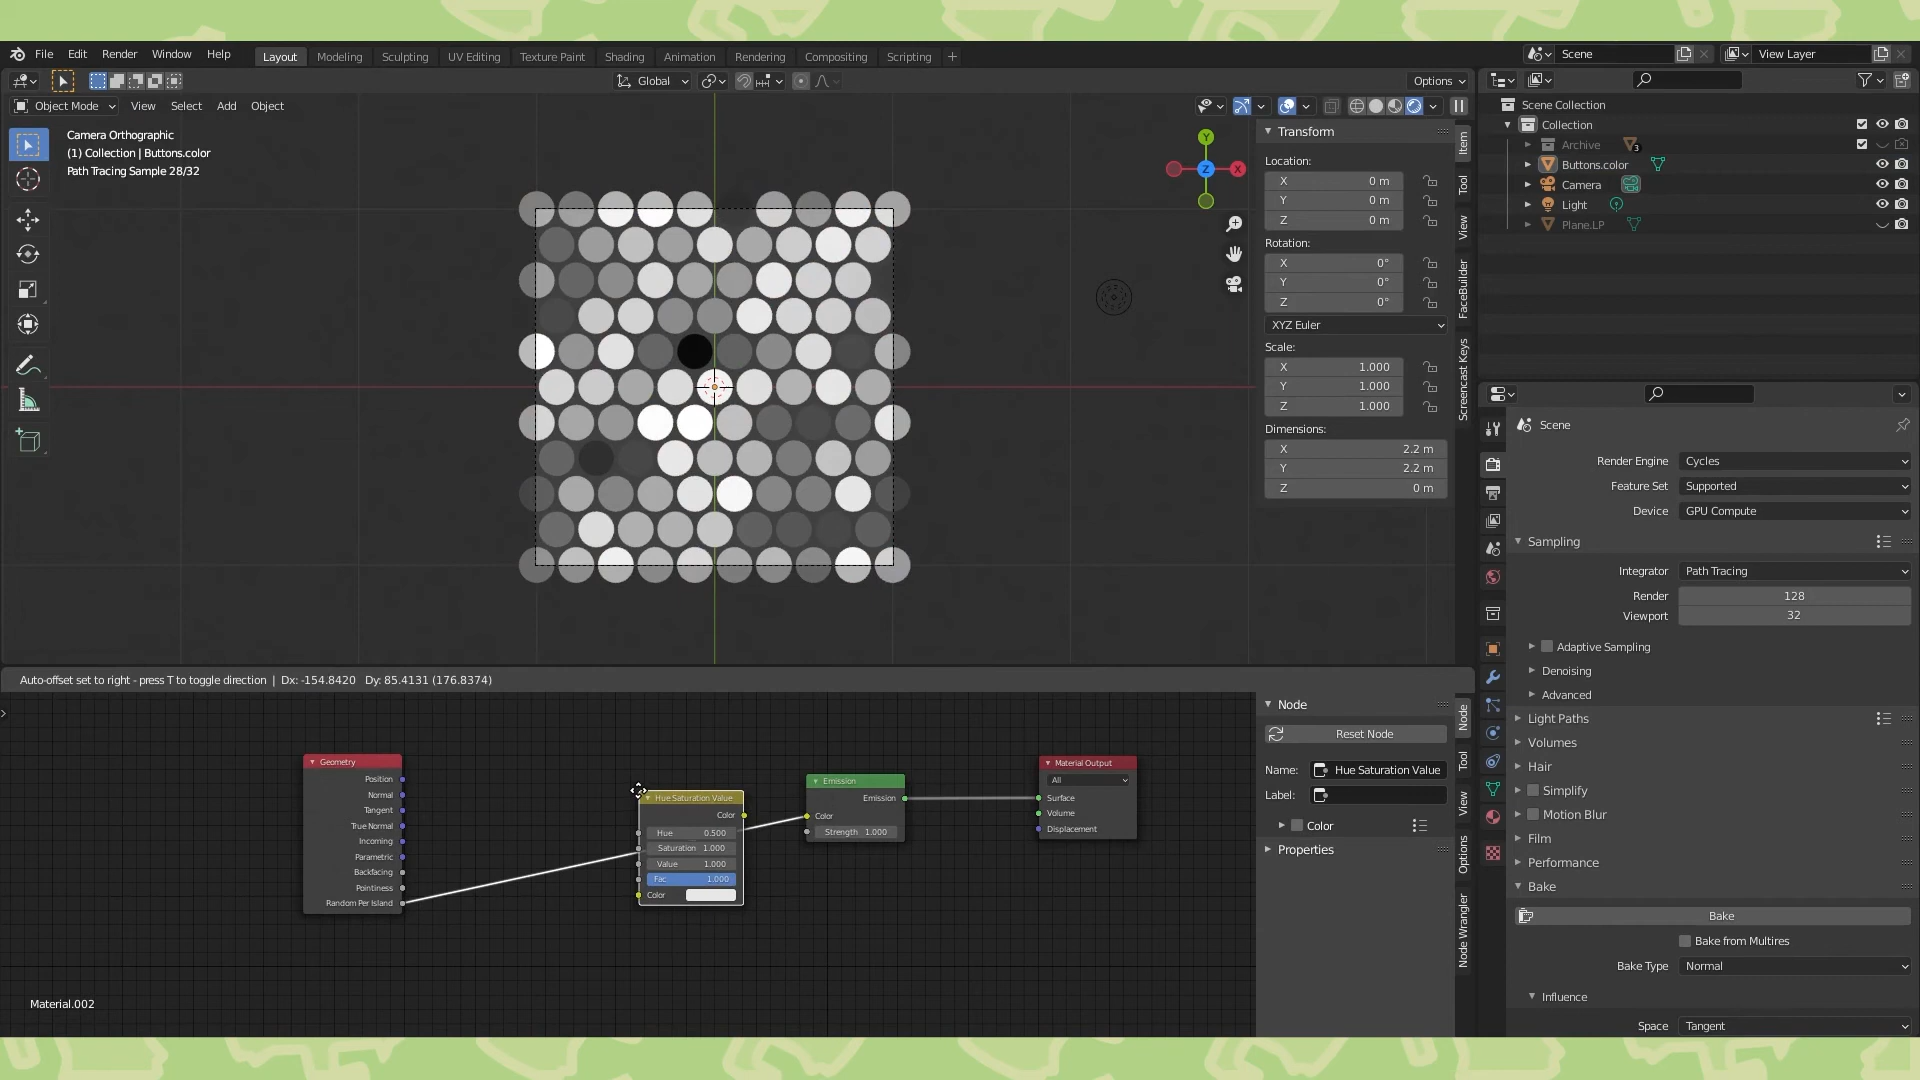 File Edit Render Window Help Layout Modeling Sculpting UV Editing Texture Paint Shading Animation Rendering Compositing Scripting + Scene View Layer
Global Options
Object Mode View Select Add Object
Camera Orthographic
(1) Collection | Buttons.color
Path Tracing Sample 28/32
Y
X
Z
Transform
Location:
X 0 m
Y 0 m
Z 0 m
Rotation:
X 0°
Y 0°
Z 0°
XYZ Euler
Scale:
X 1.000
Y 1.000
Z 1.000
Dimensions:
X 2.2 m
Y 2.2 m
Z 0 m
Item
Tool
View
FaceBuilder
Screencast Keys
Scene Collection
Collection
Archive 3
Buttons.color
Camera
Light
Plane.LP
Scene
Render Engine Cycles
Feature Set Supported
Device GPU Compute
Sampling
Integrator Path Tracing
Render 128
Viewport 32
Adaptive Sampling
Denoising
Advanced
Light Paths
Volumes
Hair
Simplify
Motion Blur
Film
Performance
Bake
Bake
Bake from Multires
Bake Type Normal
Influence
Space Tangent
Auto-offset set to right - press T to toggle direction | Dx: -154.8420 Dy: 85.4131 (176.8374)
Geometry
Position
Normal
Tangent
True Normal
Incoming
Parametric
Backfacing
Pointiness
Random Per Island
Hue Saturation Value
Color
Hue 0.500
Saturation 1.000
Value 1.000
Fac 1.000
Color
Emission
Emission
Color
Strength 1.000
Material Output
All
Surface
Volume
Displacement
Material.002
Node
Reset Node
Name: Hue Saturation Value
Label:
Color
Properties
Node
Tool
View
Options
Node Wrangler